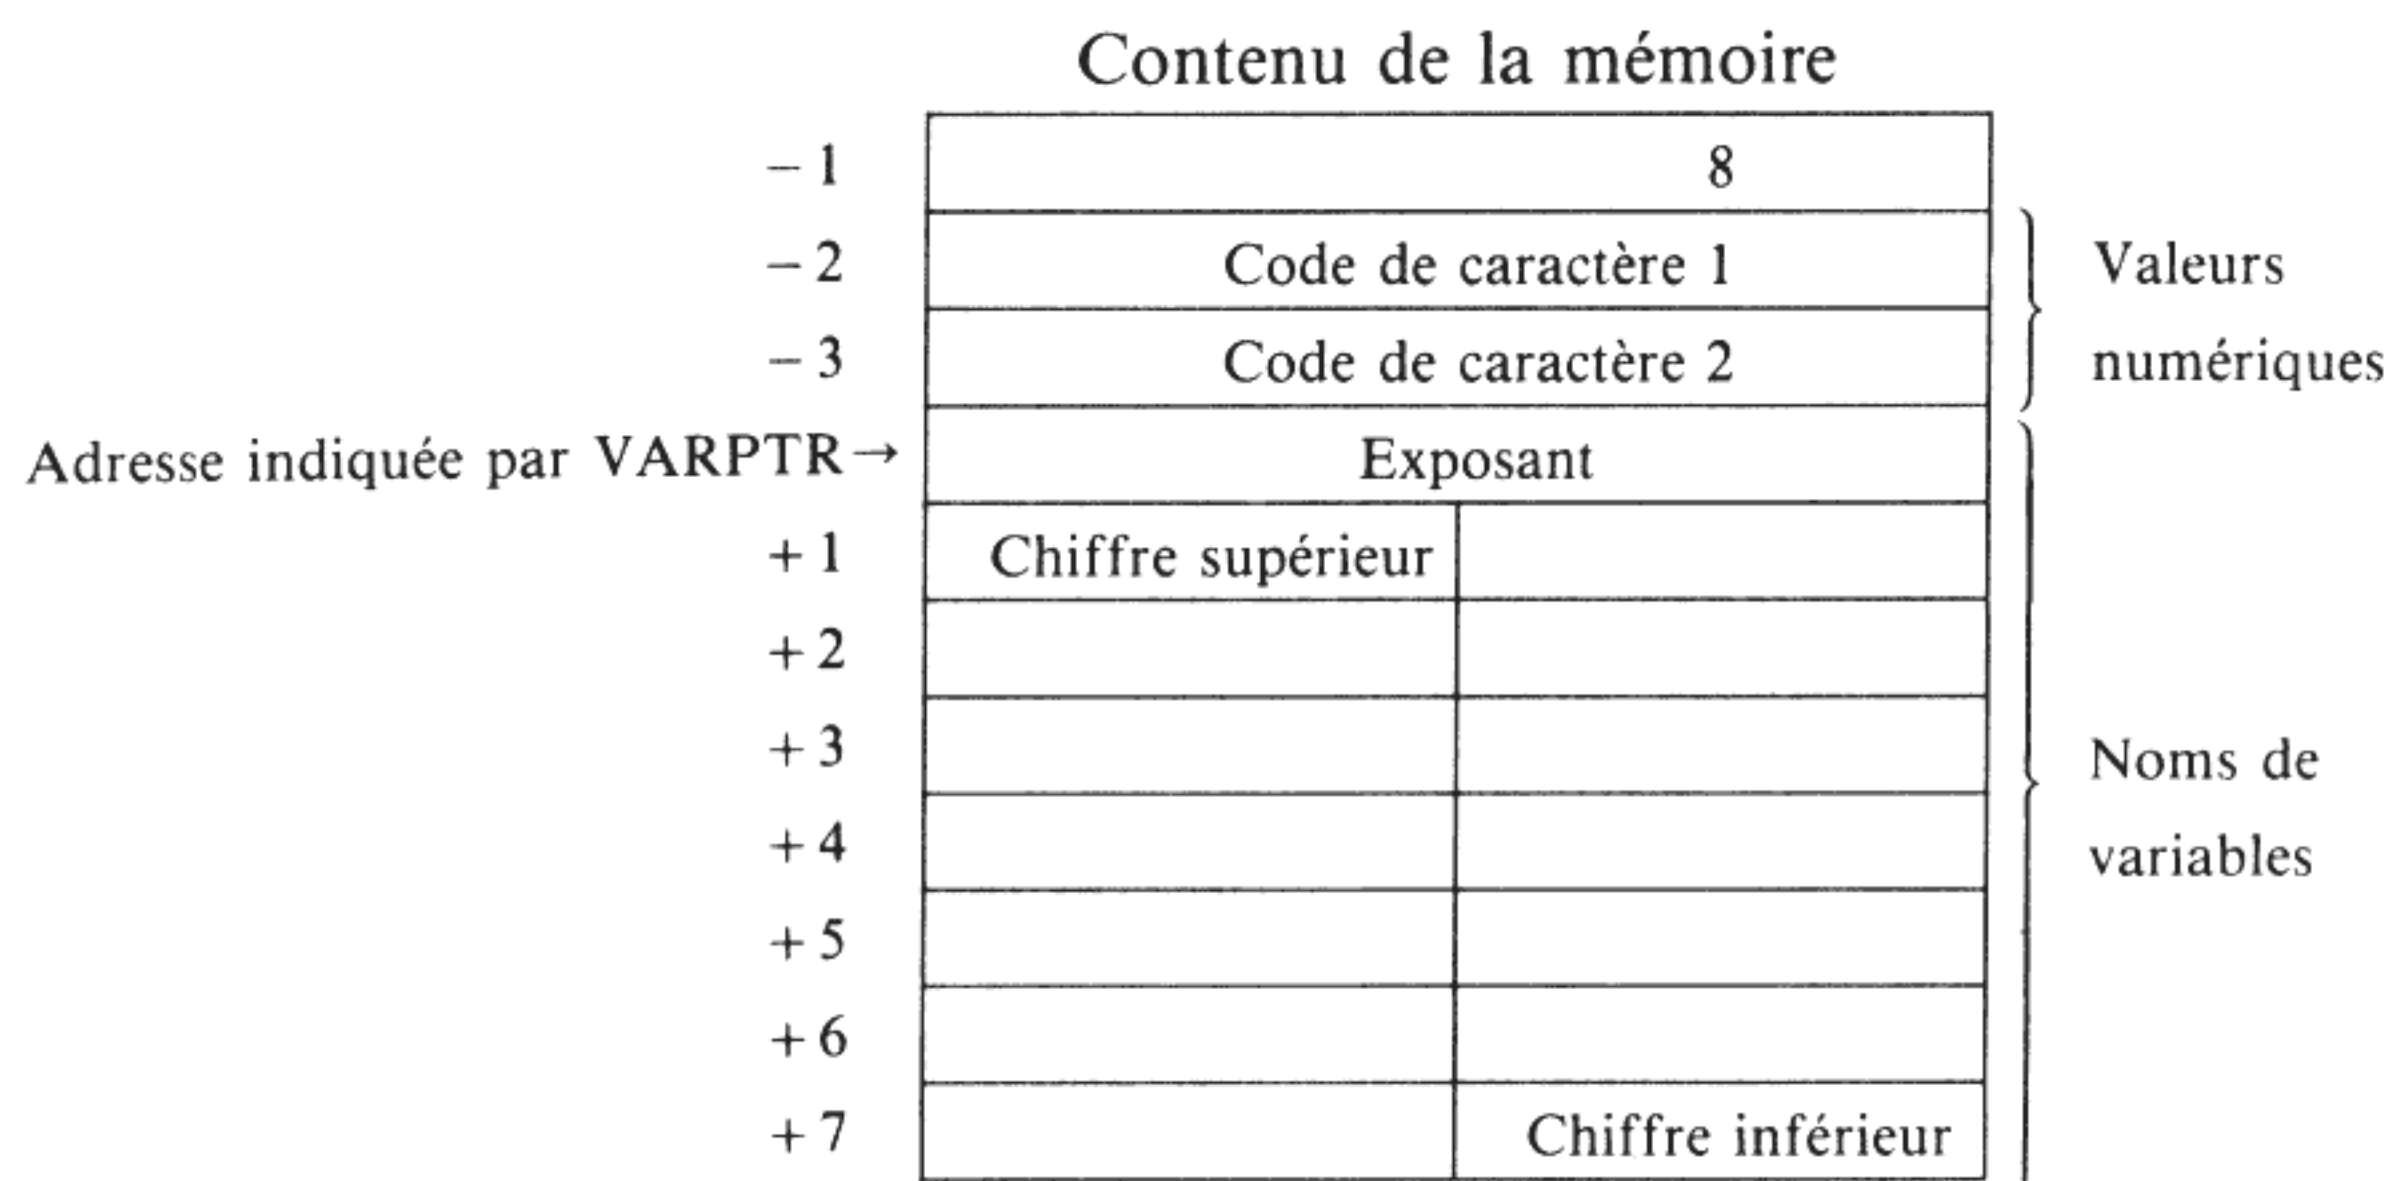 Contenu de la mémoire
−1 8
−2 Code de caractère 1 Valeurs
−3 Code de caractère 2 numériques
Adresse indiquée par VARPTR→ Exposant
+1 Chiffre supérieur
+2
+3 Noms de
+4 variables
+5
+6
+7 Chiffre inférieur